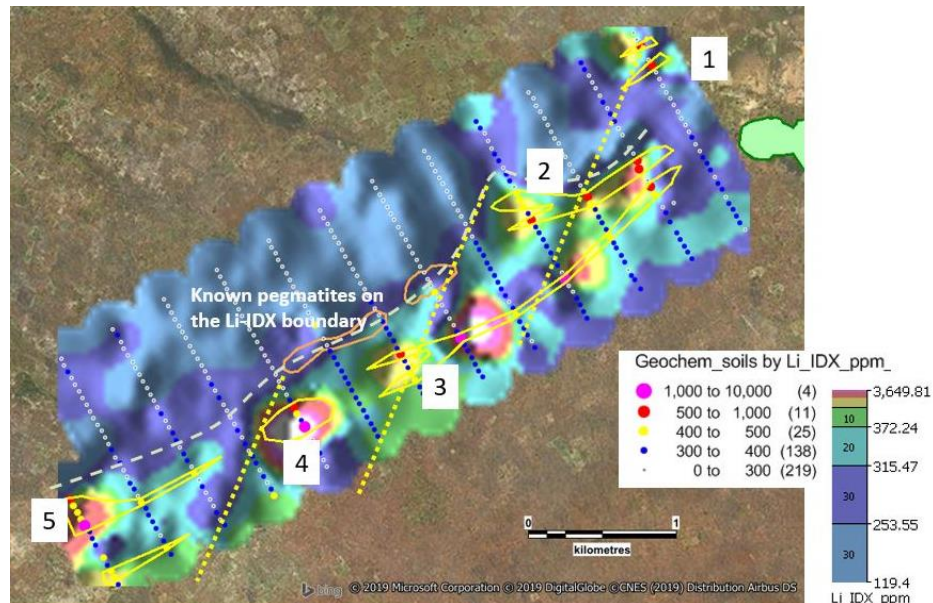 1
2
Known pegmatites on
the Li-IDX boundary
3
4
5
Geochem_soils by Li_IDX_ppm_
1,000 to 10,000 (4)
500 to 1,000 (11)
400 to 500 (25)
300 to 400 (138)
0 to 300 (219)
3,649.81
10
372.24
20
315.47
30
253.55
30
119.4
Li_IDX_ppm
0 1
kilometres
bing © 2019 Microsoft Corporation © 2019 DigitalGlobe ©CNES (2019) Distribution Airbus DS